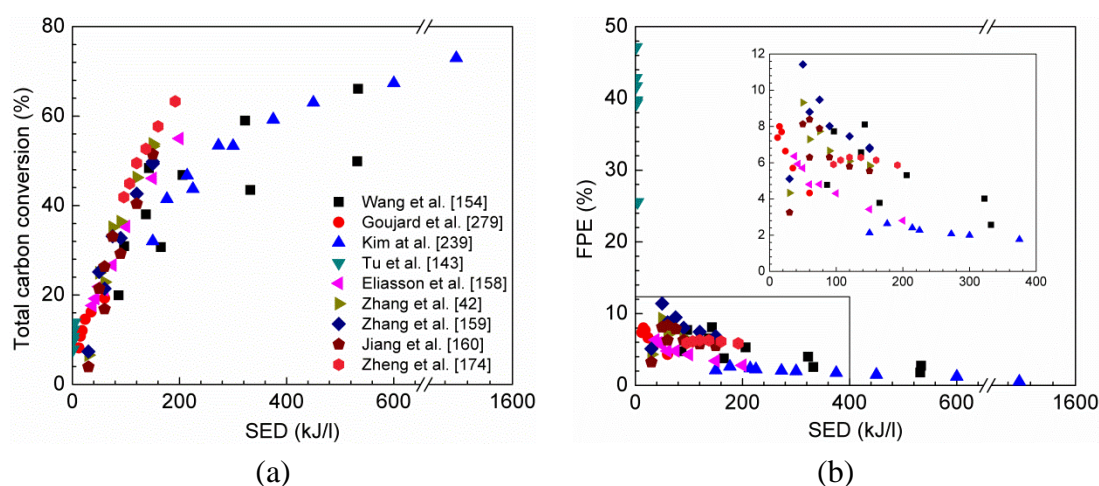 80
60
40
20
0
Total carbon conversion (%)
0 200 400 600 1600
SED (kJ/l)
Wang et al. [154]
Goujard et al. [279]
Kim at al. [239]
Tu et al. [143]
Eliasson et al. [158]
Zhang et al. [42]
Zhang et al. [159]
Jiang et al. [160]
Zheng et al. [174]
(a)
50
40
30
20
10
0
FPE (%)
0 200 400 600 1600
SED (kJ/l)
12
10
8
6
4
2
0
0 100 200 300 400
(b)